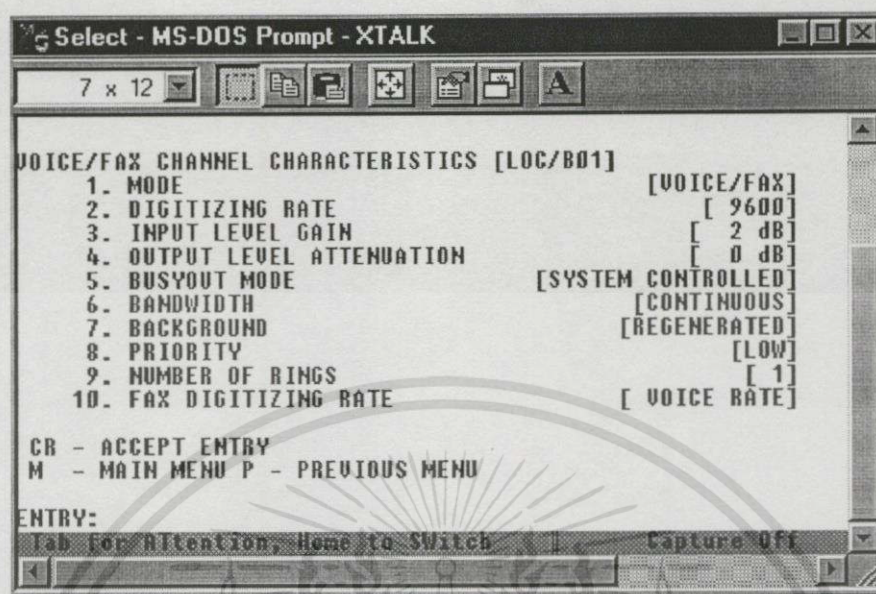 Select - MS-DOS Prompt - XTALK
7 x 12 A
VOICE/FAX CHANNEL CHARACTERISTICS [LOC/B01]
1. MODE [VOICE/FAX]
2. DIGITIZING RATE [ 9600]
3. INPUT LEVEL GAIN [ 2 dB]
4. OUTPUT LEVEL ATTENUATION [ 0 dB]
5. BUSYOUT MODE [SYSTEM CONTROLLED]
6. BANDWIDTH [CONTINUOUS]
7. BACKGROUND [REGENERATED]
8. PRIORITY [LOW]
9. NUMBER OF RINGS [ 1]
10. FAX DIGITIZING RATE [ VOICE RATE]
CR - ACCEPT ENTRY
M - MAIN MENU P - PREVIOUS MENU
ENTRY:
Tab for ATtention, Home to SWitch Capture Off